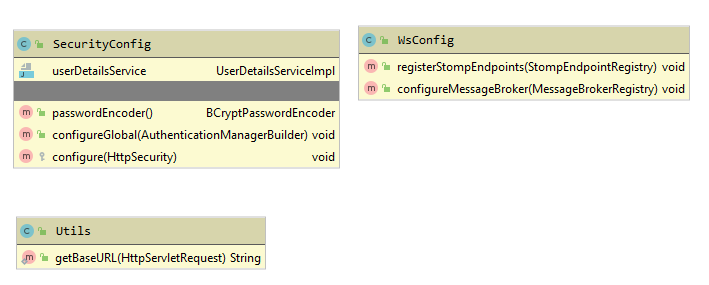 SecurityConfig
userDetailsService UserDetailsServiceImpl
passwordEncoder() BCryptPasswordEncoder
configureGlobal(AuthenticationManagerBuilder) void
configure(HttpSecurity) void
WsConfig
registerStompEndpoints(StompEndpointRegistry) void
configureMessageBroker(MessageBrokerRegistry) void
Utils
getBaseURL(HttpServletRequest) String